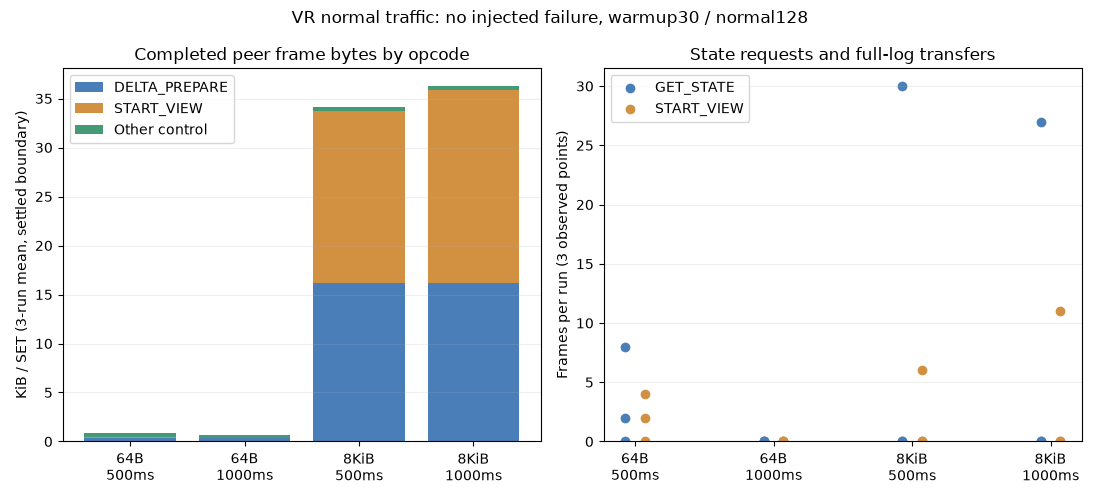 VR normal traffic: no injected failure, warmup30 / normal128
Completed peer frame bytes by opcode
KiB / SET (3-run mean, settled boundary)
35
30
25
20
15
10
5
0
DELTA_PREPARE
START_VIEW
Other control
64B
500ms
64B
1000ms
8KiB
500ms
8KiB
1000ms
State requests and full-log transfers
Frames per run (3 observed points)
30
25
20
15
10
5
0
GET_STATE
START_VIEW
64B
500ms
64B
1000ms
8KiB
500ms
8KiB
1000ms